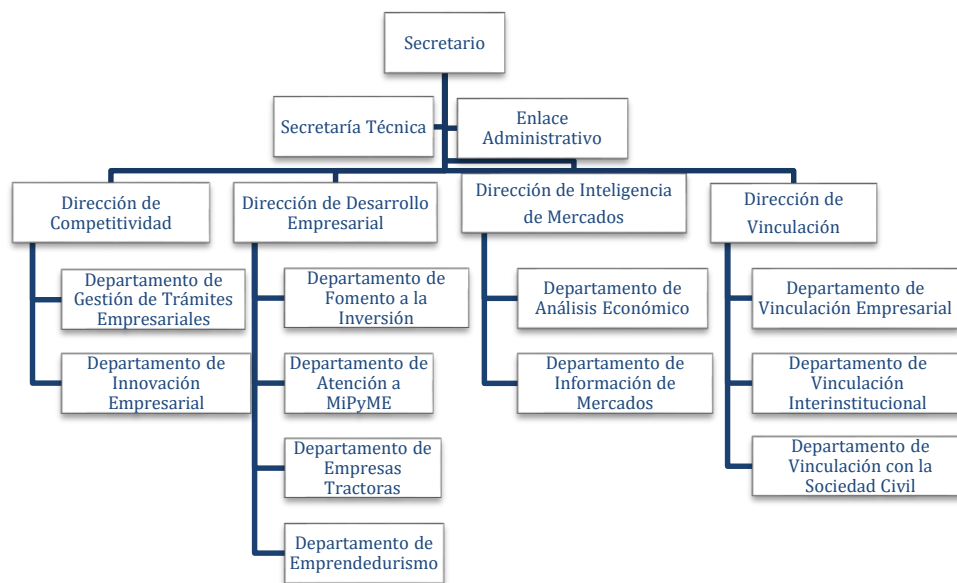 Secretario
Secretaría Técnica
Enlace
Administrativo
Dirección de
Competitividad
Departamento de
Gestión de Trámites
Empresariales
Departamento de
Innovación
Empresarial
Dirección de Desarrollo
Empresarial
Departamento de
Fomento a la
Inversión
Departamento de
Atención a
MiPyME
Departamento de
Empresas
Tractoras
Departamento de
Emprendedurismo
Dirección de Inteligencia
de Mercados
Departamento de
Análisis Económico
Departamento de
Información de
Mercados
Dirección de
Vinculación
Departamento de
Vinculación Empresarial
Departamento de
Vinculación
Interinstitucional
Departamento de
Vinculación con la
Sociedad Civil